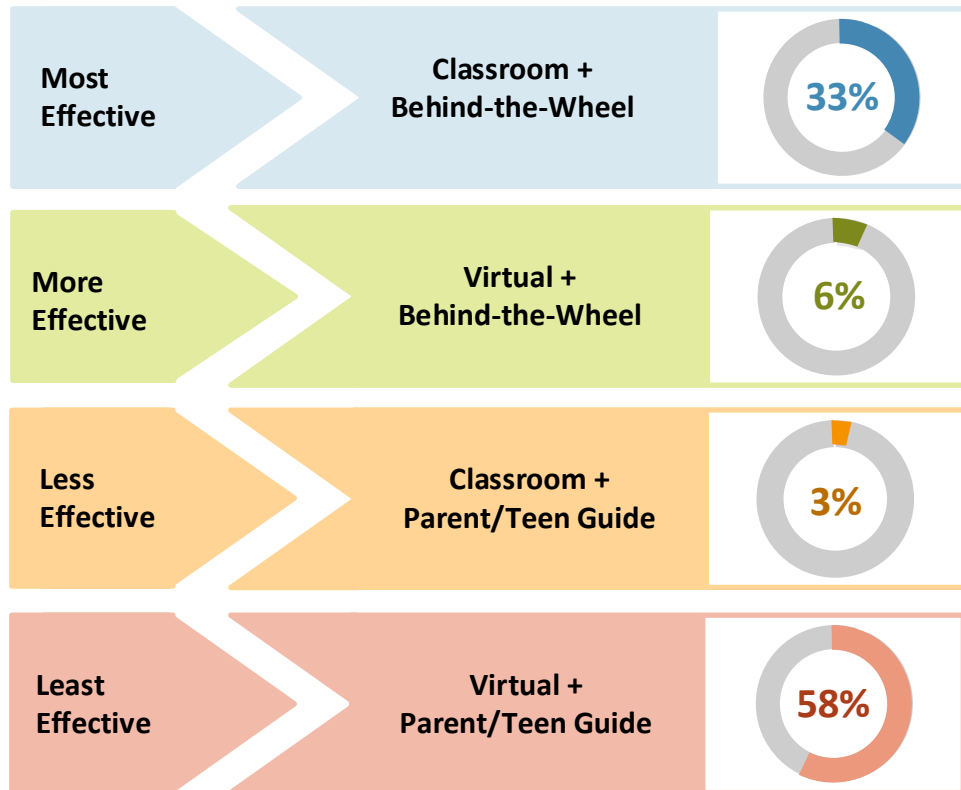 Most
Effective
Classroom +
Behind-the-Wheel
33%
More
Effective
Virtual +
Behind-the-Wheel
6%
Less
Effective
Classroom +
Parent/Teen Guide
3%
Least
Effective
Virtual +
Parent/Teen Guide
58%